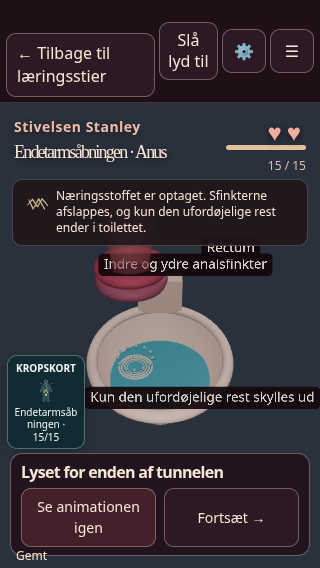 ← Tilbage til
læringsstier
Slå
lyd til
Stivelsen Stanley
Endetarmsåbningen · Anus
15 / 15
Næringsstoffet er optaget. Sfinkterne
afslappes, og kun den ufordøjelige rest
ender i toilettet.
Rectum
Indre og ydre analsfinkter
KROPSKORT
Endetarmsåb
ningen ·
15/15
Kun den ufordøjelige rest skylles ud
Lyset for enden af tunnelen
Se animationen
igen
Fortsæt →
Gemt